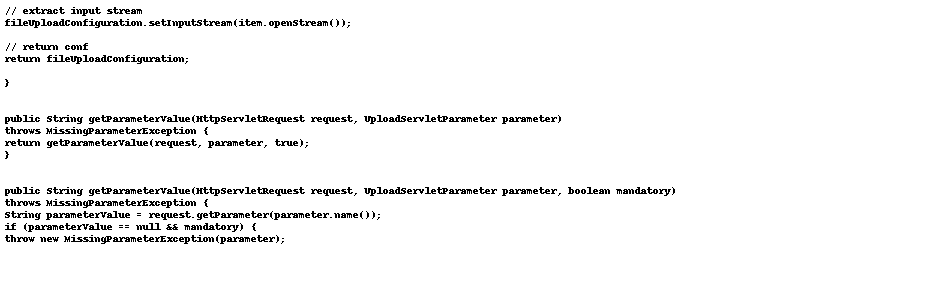 // extract input stream
fileUploadConfiguration.setInputStream(item.openStream());
// return conf
return fileUploadConfiguration;
}
public String getParameterValue(HttpServletRequest request, UploadServletParameter parameter)
throws MissingParameterException {
return getParameterValue(request, parameter, true);
}
public String getParameterValue(HttpServletRequest request, UploadServletParameter parameter, boolean mandatory)
throws MissingParameterException {
String parameterValue = request.getParameter(parameter.name());
if (parameterValue == null && mandatory) {
throw new MissingParameterException(parameter);